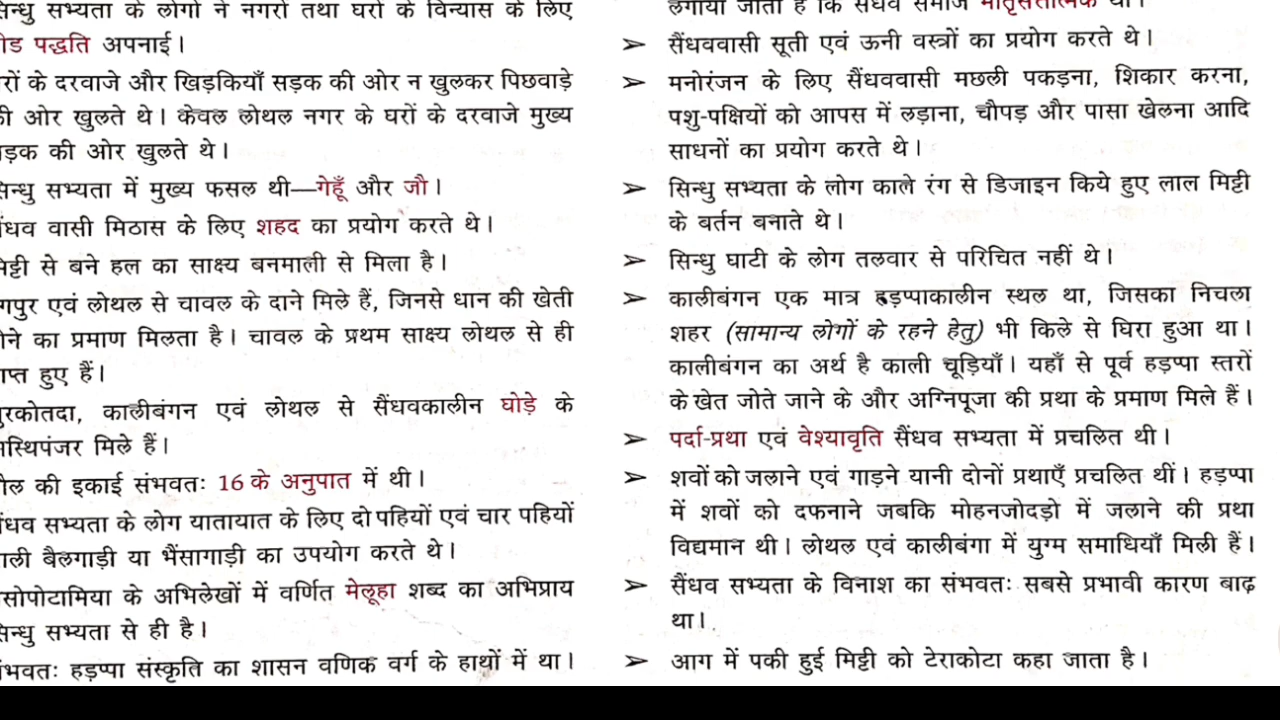 सिन्धु सभ्यता के लोगों ने नगरों तथा घरों के विन्यास के लिए
ग्रीड पद्धति अपनाई।
घरों के दरवाजे और खिड़कियाँ सड़क की ओर न खुलकर पिछवाड़े
की ओर खुलते थे। केवल लोथल नगर के घरों के दरवाजे मुख्य
सड़क की ओर खुलते थे।
सिन्धु सभ्यता में मुख्य फसल थी—गेहूँ और जौ।
सैंधव वासी मिठास के लिए शहद का प्रयोग करते थे।
मिट्टी से बने हल का साक्ष्य बनमाली से मिला है।
रंगपुर एवं लोथल से चावल के दाने मिले हैं, जिनसे धान की खेती
होने का प्रमाण मिलता है। चावल के प्रथम साक्ष्य लोथल से ही
प्राप्त हुए हैं।
सुरकोतदा, कालीबंगन एवं लोथल से सैंधवकालीन घोड़े के
अस्थिपंजर मिले हैं।
तौल की इकाई संभवतः 16 के अनुपात में थी।
सैंधव सभ्यता के लोग यातायात के लिए दो पहियों एवं चार पहियों
वाली बैलगाड़ी या भैंसागाड़ी का उपयोग करते थे।
मेसोपोटामिया के अभिलेखों में वर्णित मेलूहा शब्द का अभिप्राय
सिन्धु सभ्यता से ही है।
संभवतः हड़प्पा संस्कृति का शासन वणिक वर्ग के हाथों में था।
लगाया जाता है कि सैंधव समाज मातृसत्तात्मक था।
➢ सैंधववासी सूती एवं ऊनी वस्त्रों का प्रयोग करते थे।
➢ मनोरंजन के लिए सैंधववासी मछली पकड़ना, शिकार करना,
पशु-पक्षियों को आपस में लड़ाना, चौपड़ और पासा खेलना आदि
साधनों का प्रयोग करते थे।
➢ सिन्धु सभ्यता के लोग काले रंग से डिजाइन किये हुए लाल मिट्टी
के बर्तन बनाते थे।
➢ सिन्धु घाटी के लोग तलवार से परिचित नहीं थे।
➢ कालीबंगन एक मात्र हड़प्पाकालीन स्थल था, जिसका निचला
शहर (सामान्य लोगों के रहने हेतु) भी किले से घिरा हुआ था।
कालीबंगन का अर्थ है काली चूड़ियाँ। यहाँ से पूर्व हड़प्पा स्तरों
के खेत जोते जाने के और अग्निपूजा की प्रथा के प्रमाण मिले हैं।
➢ पर्दा-प्रथा एवं वेश्यावृति सैंधव सभ्यता में प्रचलित थी।
➢ शवों को जलाने एवं गाड़ने यानी दोनों प्रथाएँ प्रचलित थीं। हड़प्पा
में शवों को दफनाने जबकि मोहनजोदड़ो में जलाने की प्रथा
विद्यमान थी। लोथल एवं कालीबंगा में युग्म समाधियाँ मिली हैं।
➢ सैंधव सभ्यता के विनाश का संभवतः सबसे प्रभावी कारण बाढ़
था।
➢ आग में पकी हुई मिट्टी को टेराकोटा कहा जाता है।